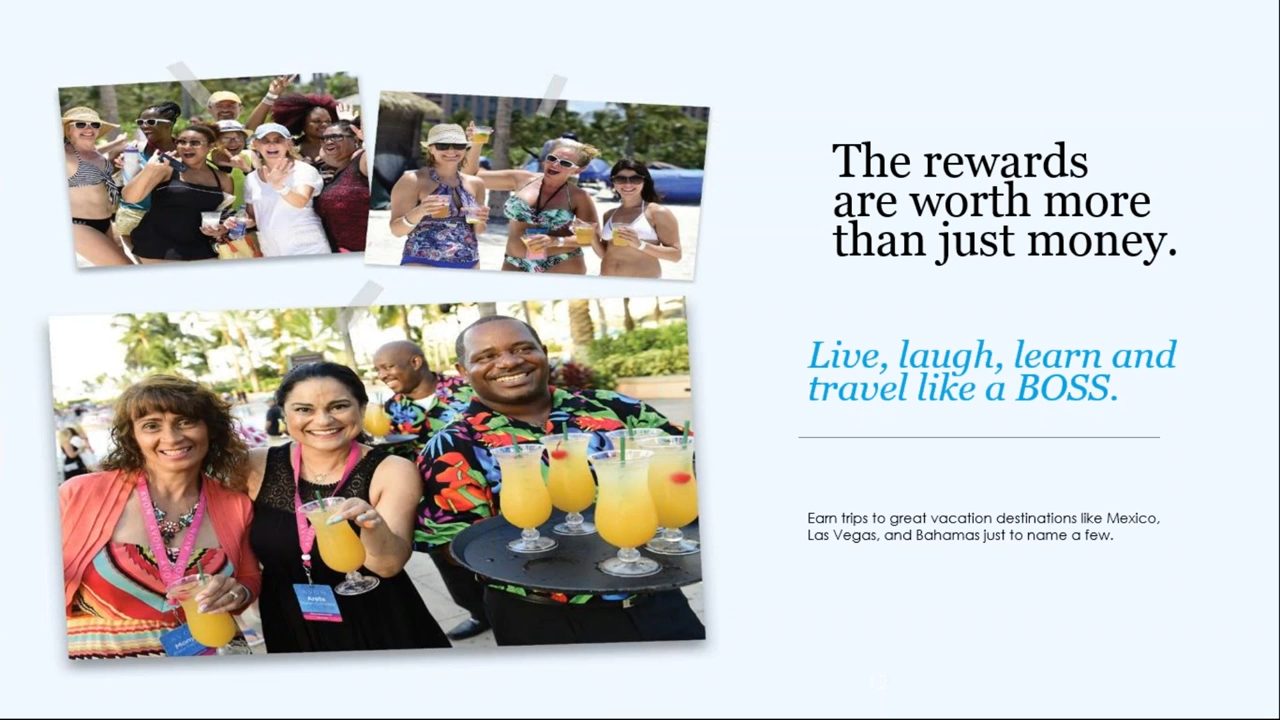 The rewards
are worth more
than just money.
Live, laugh, learn and
travel like a BOSS.
Earn trips to great vacation destinations like Mexico,
Las Vegas, and Bahamas just to name a few.